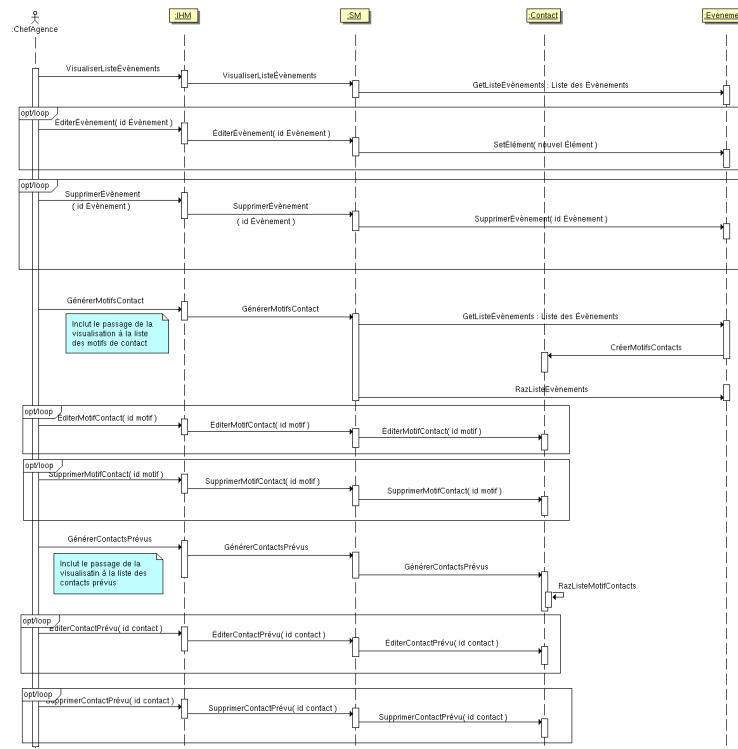 :ChefAgence
:IHM
:SM
:Contact
:Eveneme
VisualiserListeÉvènements
VisualiserListeÉvènements
GetListeÉvènements : Liste des Évènements
opt/loop
ÉditerÉvènement( id Évènement )
ÉditerÉvènement( id Évènement )
SetÉlément( nouvel Élément )
opt/loop
SupprimerÉvènement
( id Évènement )
SupprimerÉvènement
( id Évènement )
SupprimerÉvènement( id Évènement )
GénérerMotifsContact
GénérerMotifsContact
GetListeÉvènements : Liste des Évènements
Inclut le passage de la
visualisation à la liste
des motifs de contact
CréerMotifsContacts
RazListeÉvènements
opt/loop
ÉditerMotifContact( id motif )
ÉditerMotifContact( id motif )
ÉditerMotifContact( id motif )
opt/loop
SupprimerMotifContact( id motif )
SupprimerMotifContact( id motif )
SupprimerMotifContact( id motif )
GénérerContactsPrévus
GénérerContactsPrévus
GénérerContactsPrévus
Inclut le passage de la
visualisatin à la liste des
contacts prévus
RazListeMotifContacts
opt/loop
ÉditerContactPrévu( id contact )
ÉditerContactPrévu( id contact )
ÉditerContactPrévu( id contact )
opt/loop
SupprimerContactPrévu( id contact )
SupprimerContactPrévu( id contact )
SupprimerContactPrévu( id contact )